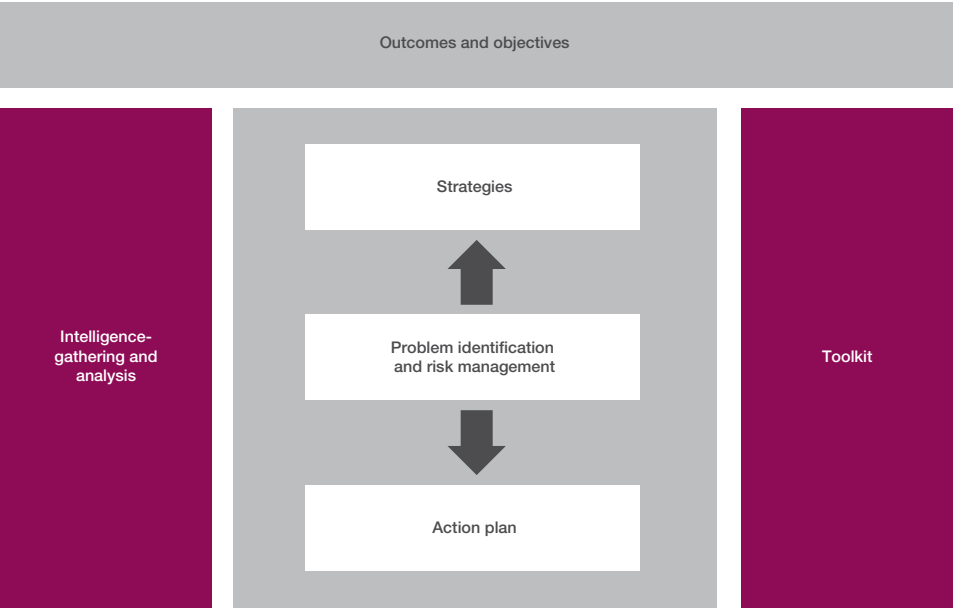 Outcomes and objectives
Strategies
Intelligence-
gathering and
analysis
Problem identification
and risk management
Toolkit
Action plan